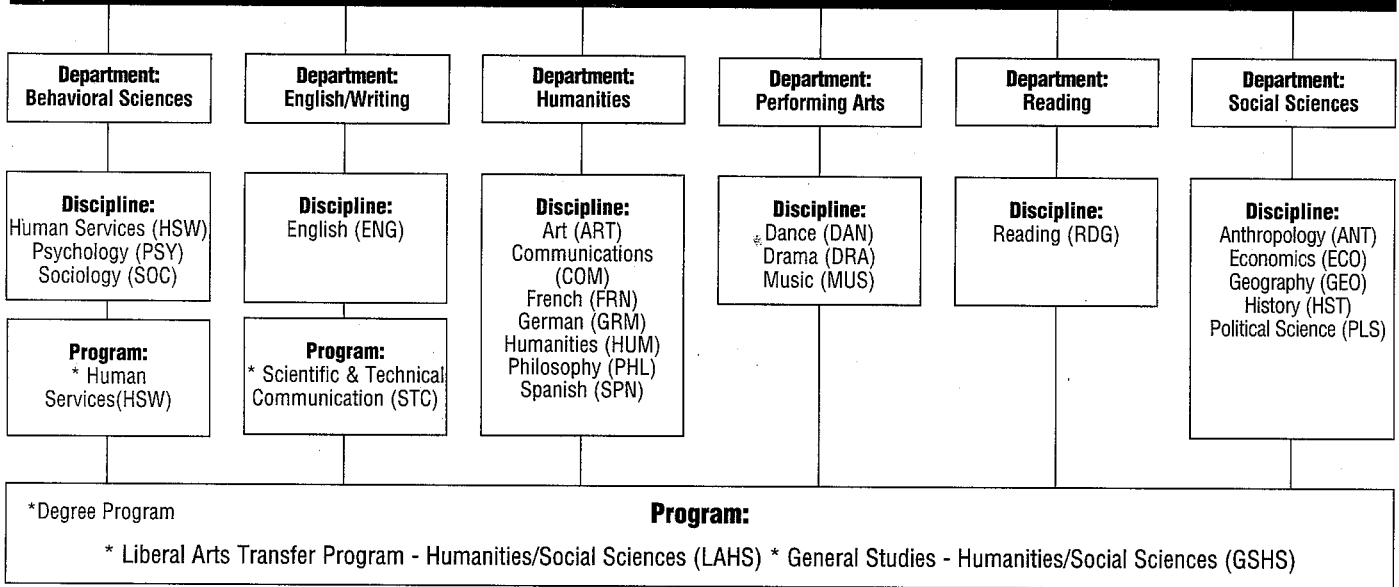 Department:
Behavioral Sciences
Department:
English/Writing
Department:
Humanities
Department:
Performing Arts
Department:
Reading
Department:
Social Sciences
Discipline:
Human Services (HSW)
Psychology (PSY)
Sociology (SOC)
Program:
* Human
Services(HSW)
Discipline:
English (ENG)
Program:
* Scientific & Technical
Communication (STC)
Discipline:
Art (ART)
Communications
(COM)
French (FRN)
German (GRM)
Humanities (HUM)
Philosophy (PHL)
Spanish (SPN)
Discipline:
Dance (DAN)
Drama (DRA)
Music (MUS)
Discipline:
Reading (RDG)
Discipline:
Anthropology (ANT)
Economics (ECO)
Geography (GEO)
History (HST)
Political Science (PLS)
*Degree Program
Program:
* Liberal Arts Transfer Program - Humanities/Social Sciences (LAHS) * General Studies - Humanities/Social Sciences (GSHS)